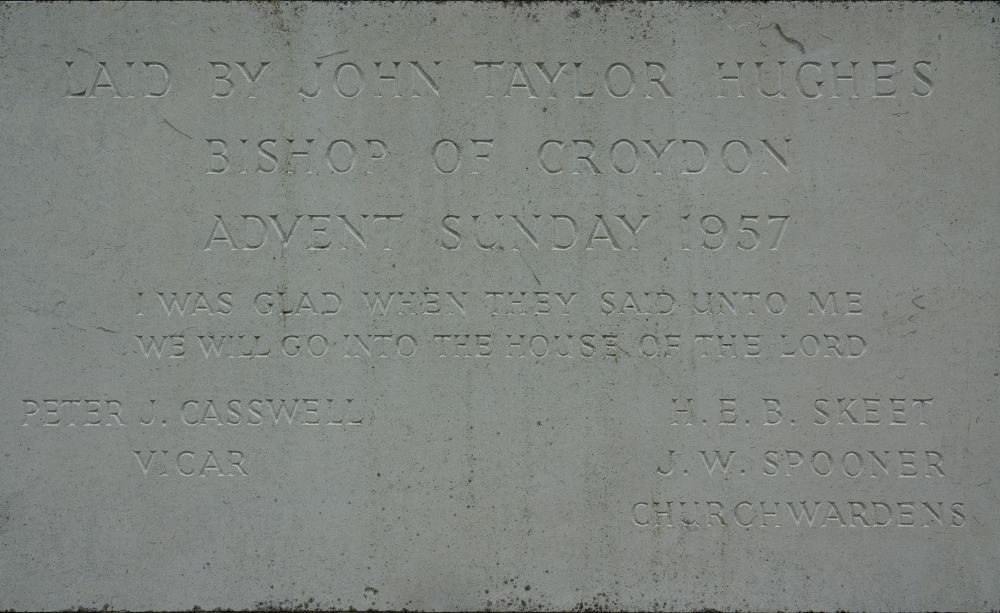 LAID BY JOHN TAYLOR HUGHES
BISHOP OF CROYDON
ADVENT SUNDAY 1957
I WAS GLAD WHEN THEY SAID UNTO ME
WE WILL GO INTO THE HOUSE OF THE LORD
PETER J. CASSWELL
VICAR
H. E. B. SKEET
J. W. SPOONER
CHURCHWARDENS